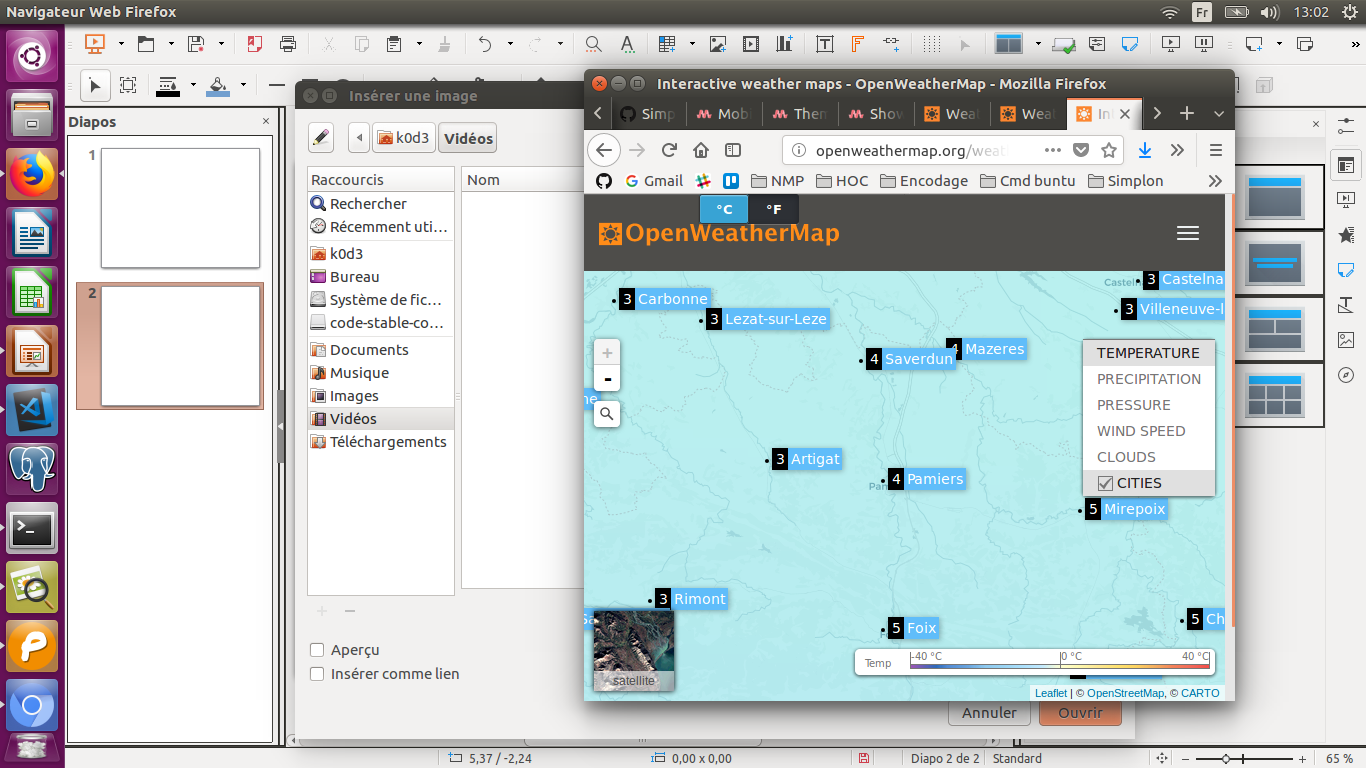 Navigateur Web Firefox
Fr
13:02
Diapos
1
2
Insérer une image
k0d3
Vidéos
Raccourcis
Nom
Rechercher
Récemment uti...
k0d3
Bureau
Système de fic...
code-stable-co...
Documents
Musique
Images
Vidéos
Téléchargements
Aperçu
Insérer comme lien
Annuler
Ouvrir
Interactive weather maps - OpenWeatherMap - Mozilla Firefox
Simp
Mob
Them
Show
Weat
Weat
Int
openweathermap.org/weat
Gmail
NMP
HOC
Encodage
Cmd buntu
Simplon
°C
°F
OpenWeatherMap
3 Castelna
3 Carbonne
3 Villeneuve-l
3 Lezat-sur-Leze
4 Mazeres
4 Saverdun
+
-
TEMPERATURE
PRECIPITATION
PRESSURE
WIND SPEED
CLOUDS
CITIES
3 Artigat
4 Pamiers
5 Mirepoix
3 Rimont
5 Foix
5 Ch
satellite
Temp
-40 °C
0 °C
40 °C
Leaflet | © OpenStreetMap, © CARTO
5,37 / -2,24
0,00 x 0,00
Diapo 2 de 2
Standard
65 %